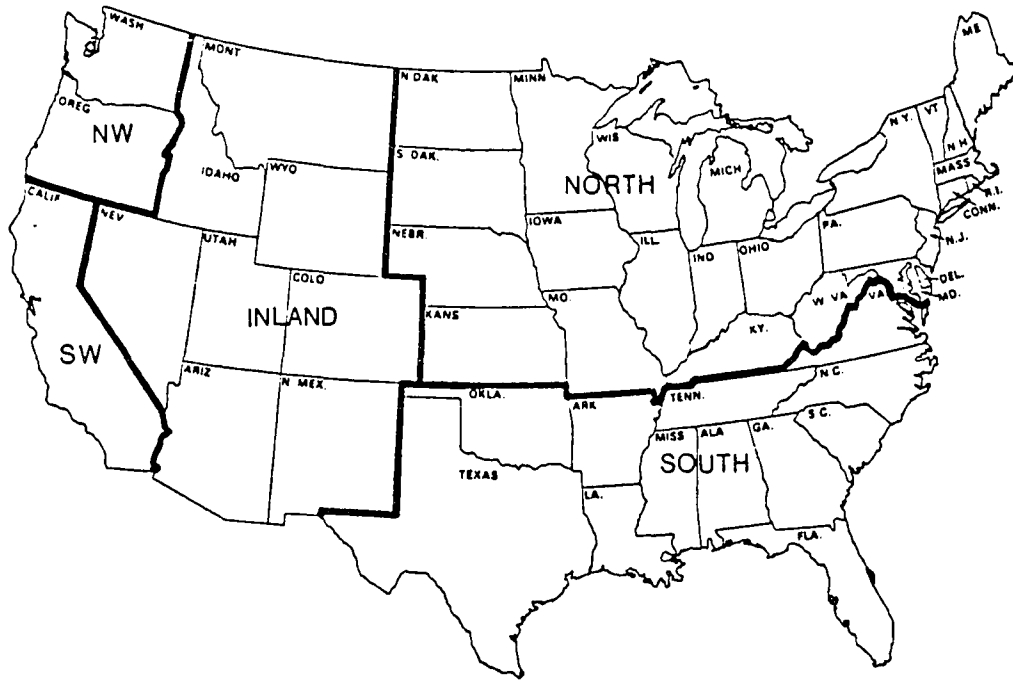 WASH
MONT
N DAK
MINN
ME
OREG
NW
N.Y.
VT
N H
WIS
MICH
MASS
R.I.
CONN.
S DAK.
WYO
IDAHO
NORTH
CALIF
NEV
IOWA
PA.
N.J.
NEBR.
UTAH
ILL
IND
OHIO
COLO
DEL.
MD.
W VA
VA
MO.
KANS
KY.
INLAND
SW
ARIZ
N MEX.
OKLA.
ARK
TENN.
N C.
S C.
MISS
ALA
GA.
SOUTH
TEXAS
LA.
FLA.